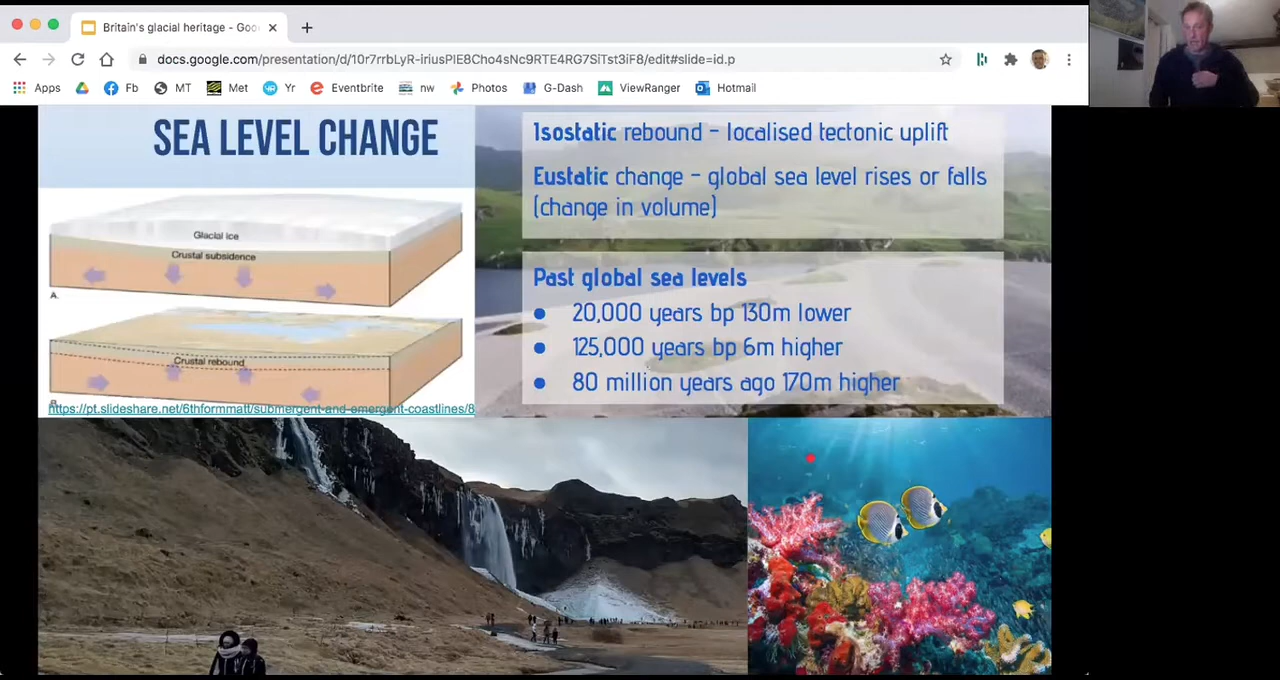 Britain's glacial heritage - Goo
docs.google.com/presentation/d/10r7rrbLyR-iriusPIE8Cho4sNc9RTE4RG7SiTst3iF8/edit#slide=id.p
Apps Fb MT Met Yr Eventbrite nw Photos G-Dash ViewRanger Hotmail
SEA LEVEL CHANGE
Glacial ice
Crustal subsidence
A.
Crustal rebound
https://pt.slideshare.net/6thformmatt/submergent-and-emergent-coastlines/8
Isostatic rebound - localised tectonic uplift
Eustatic change - global sea level rises or falls
(change in volume)
Past global sea levels
● 20,000 years bp 130m lower
● 125,000 years bp 6m higher
● 80 million years ago 170m higher